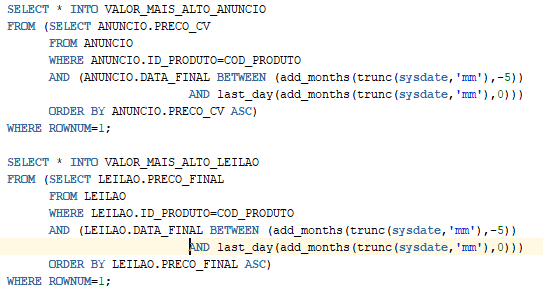 SELECT * INTO VALOR_MAIS_ALTO_ANUNCIO
FROM (SELECT ANUNCIO.PRECO_CV
FROM ANUNCIO
WHERE ANUNCIO.ID_PRODUTO=COD_PRODUTO
AND (ANUNCIO.DATA_FINAL BETWEEN (add_months(trunc(sysdate,'mm'),-5))
AND last_day(add_months(trunc(sysdate,'mm'),0)))
ORDER BY ANUNCIO.PRECO_CV ASC)
WHERE ROWNUM=1;
SELECT * INTO VALOR_MAIS_ALTO_LEILAO
FROM (SELECT LEILAO.PRECO_FINAL
FROM LEILAO
WHERE LEILAO.ID_PRODUTO=COD_PRODUTO
AND (LEILAO.DATA_FINAL BETWEEN (add_months(trunc(sysdate,'mm'),-5))
AND last_day(add_months(trunc(sysdate,'mm'),0)))
ORDER BY LEILAO.PRECO_FINAL ASC)
WHERE ROWNUM=1;